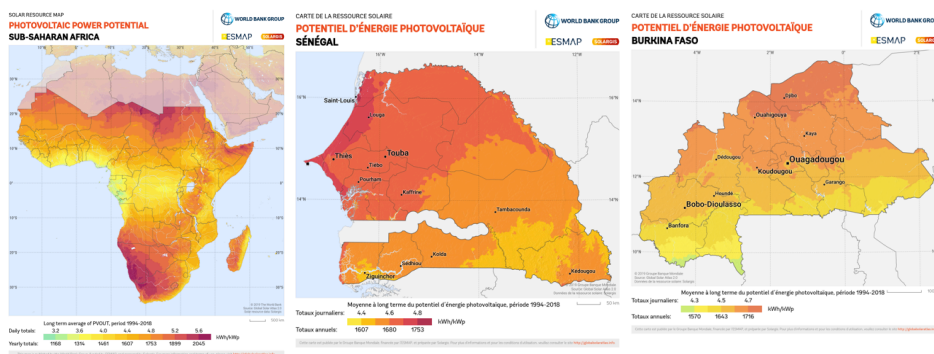 SOLAR RESOURCE MAP
PHOTOVOLTAIC POWER POTENTIAL
SUB-SAHARAN AFRICA
WORLD BANK GROUP
ESMAP
SOLARGIS
Long term average of PVOUT, period 1994-2018
Daily totals: 3.2 3.6 4.0 4.4 4.8 5.2 5.6
kWh/kWp
Yearly totals: 1168 1314 1461 1607 1753 1899 2045
CARTE DE LA RESSOURCE SOLAIRE
POTENTIEL D'ÉNERGIE PHOTOVOLTAÏQUE
SÉNÉGAL
WORLD BANK GROUP
ESMAP
SOLARGIS
Saint-Louis
Louga
Thiès
Touba
Tiebo
Pourham
Kaffrine
Tambacounda
Kolda
Sédhiou
Ziguinchor
Kédougou
Moyenne à long terme du potentiel d'énergie photovoltaïque, période 1994-2018
Totaux journaliers: 4.4 4.6 4.8
kWh/kWp
Totaux annuels: 1607 1680 1753
50 km
CARTE DE LA RESSOURCE SOLAIRE
POTENTIEL D'ÉNERGIE PHOTOVOLTAÏQUE
BURKINA FASO
WORLD BANK GROUP
ESMAP
SOLARGIS
Djibo
Ouahigouya
Kaya
Dédougou
Ouagadougou
Koudougou
Garango
Houndé
Bobo-Dioulasso
Banfora
Moyenne à long terme du potentiel d'énergie photovoltaïque, période 1994-2018
Totaux journaliers: 4.3 4.5 4.7
kWh/kWp
Totaux annuels: 1570 1643 1716